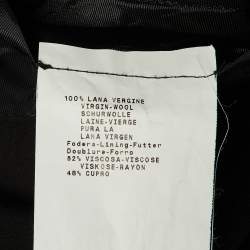 100% LANA VERGINE
VIRGIN-WOOL
SCHURWOLLE
LAINE-VIERGE
PURA LA
LANA VIRGEN
Fodera-Lining-Futter
Doublure-Forro
52% VISCOSA-VISCOSE
VISKOSE-RAYON
48% CUPRO